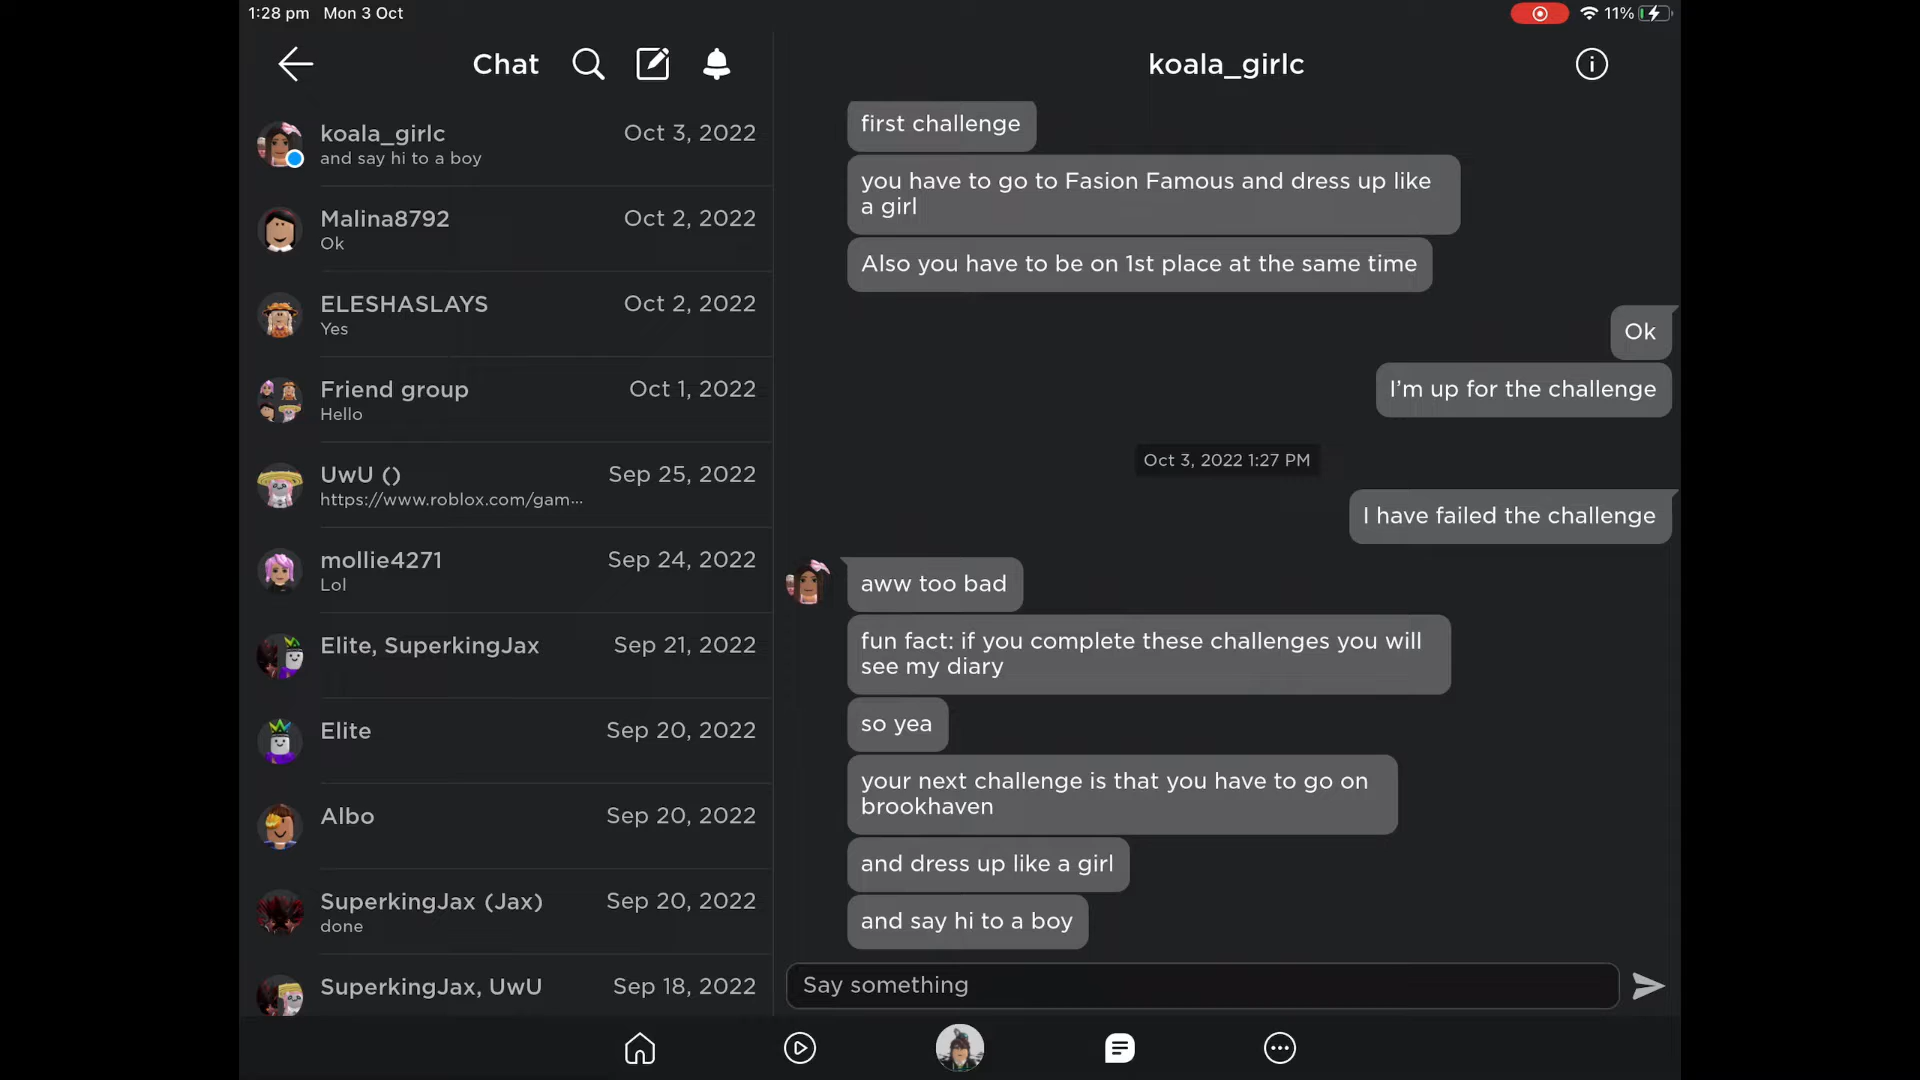 1:28 pm Mon 3 Oct
11%
Chat
koala_girlc
Oct 3, 2022
and say hi to a boy
Malina8792
Oct 2, 2022
Ok
ELESHASLAYS
Oct 2, 2022
Yes
Friend group
Oct 1, 2022
Hello
UwU ()
Sep 25, 2022
https://www.roblox.com/gam...
mollie4271
Sep 24, 2022
Lol
Elite, SuperkingJax
Sep 21, 2022
Elite
Sep 20, 2022
Albo
Sep 20, 2022
SuperkingJax (Jax)
Sep 20, 2022
done
SuperkingJax, UwU
Sep 18, 2022
koala_girlc
first challenge
you have to go to Fasion Famous and dress up like
a girl
Also you have to be on 1st place at the same time
Ok
I'm up for the challenge
Oct 3, 2022 1:27 PM
I have failed the challenge
aww too bad
fun fact: if you complete these challenges you will
see my diary
so yea
your next challenge is that you have to go on
brookhaven
and dress up like a girl
and say hi to a boy
Say something